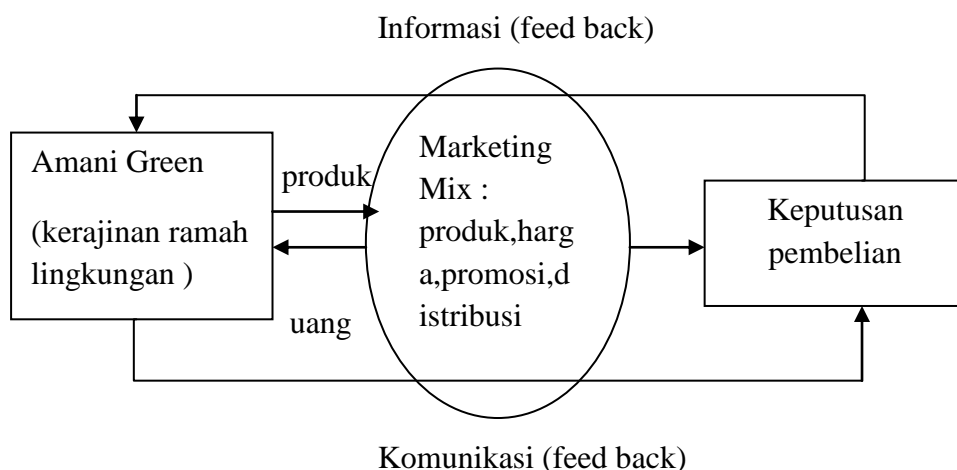 Informasi (feed back)
Amani Green
(kerajinan ramah
lingkungan )
produk
uang
Marketing
Mix :
produk,harg
a,promosi,d
istribusi
Keputusan
pembelian
Komunikasi (feed back)